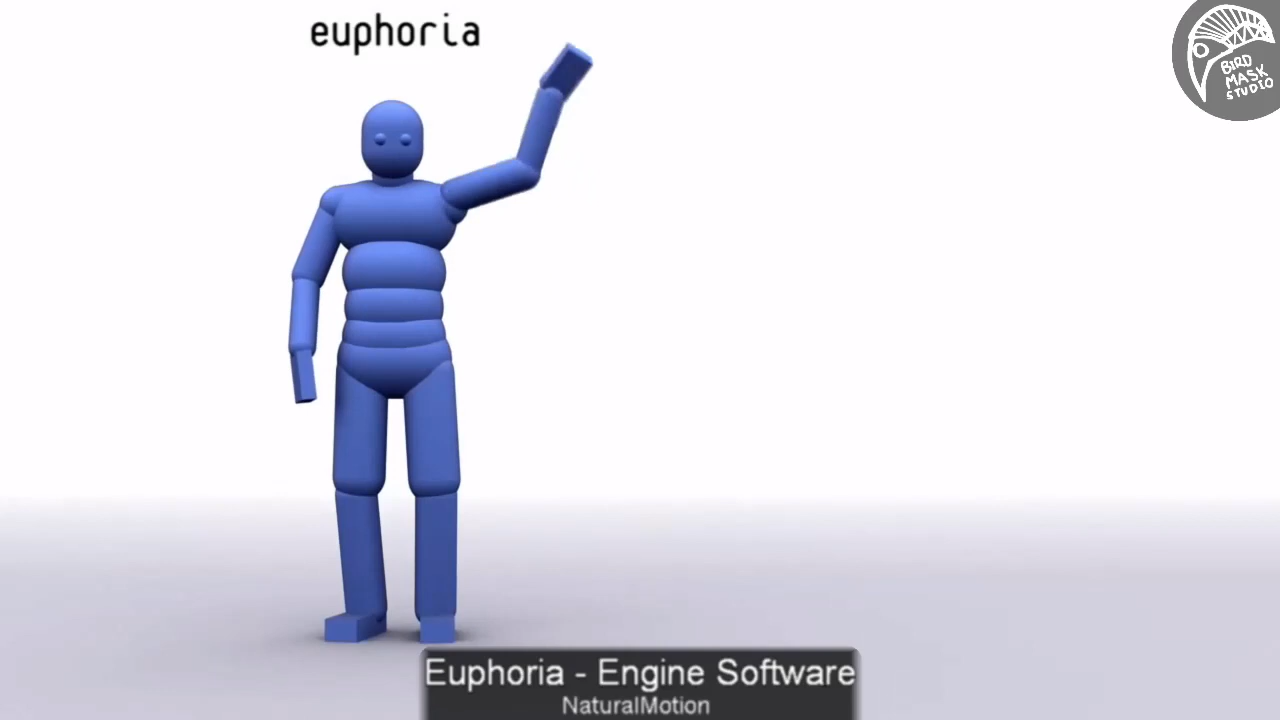 euphoria
BIRD
MASK
STUDIO
Euphoria - Engine Software
NaturalMotion